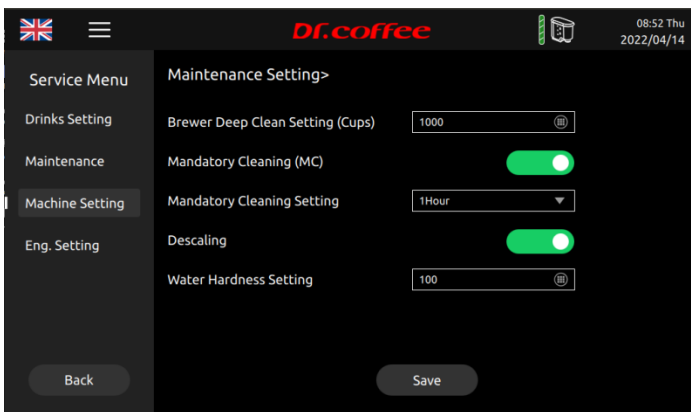 Dr.coffee
08:52 Thu
2022/04/14
Service Menu
Drinks Setting
Maintenance
Machine Setting
Eng. Setting
Back
Maintenance Setting>
Brewer Deep Clean Setting (Cups)
1000
Mandatory Cleaning (MC)
Mandatory Cleaning Setting
1Hour
Descaling
Water Hardness Setting
100
Save